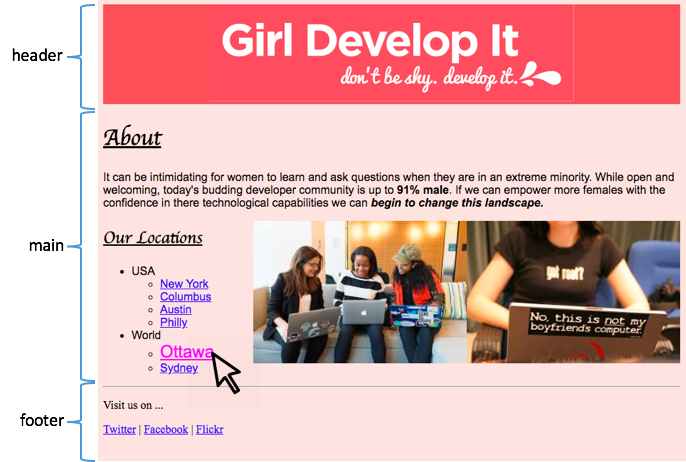 header
Girl Develop It
don't be shy. develop it.
main
About
It can be intimidating for women to learn and ask questions when they are in an extreme minority. While open and
welcoming, today's budding developer community is up to 91% male. If we can empower more females with the
confidence in there technological capabilities we can begin to change this landscape.
Our Locations
USA
New York
Columbus
Austin
Philly
World
Ottawa
Sydney
got root?
No, this is not my
boyfriends computer
footer
Visit us on ...
Twitter | Facebook | Flickr